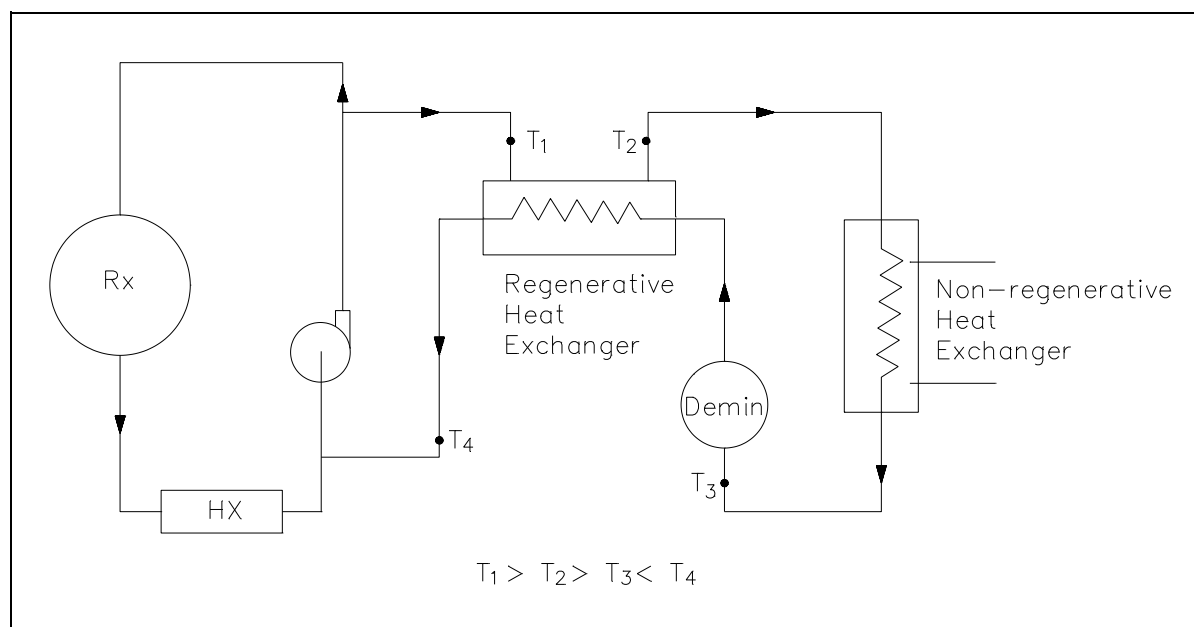 T₁
T₂
Rx
Regenerative
Heat
Exchanger
Non-regenerative
Heat
Exchanger
Demin
T₄
T₃
HX
T₁ > T₂ > T₃ < T₄